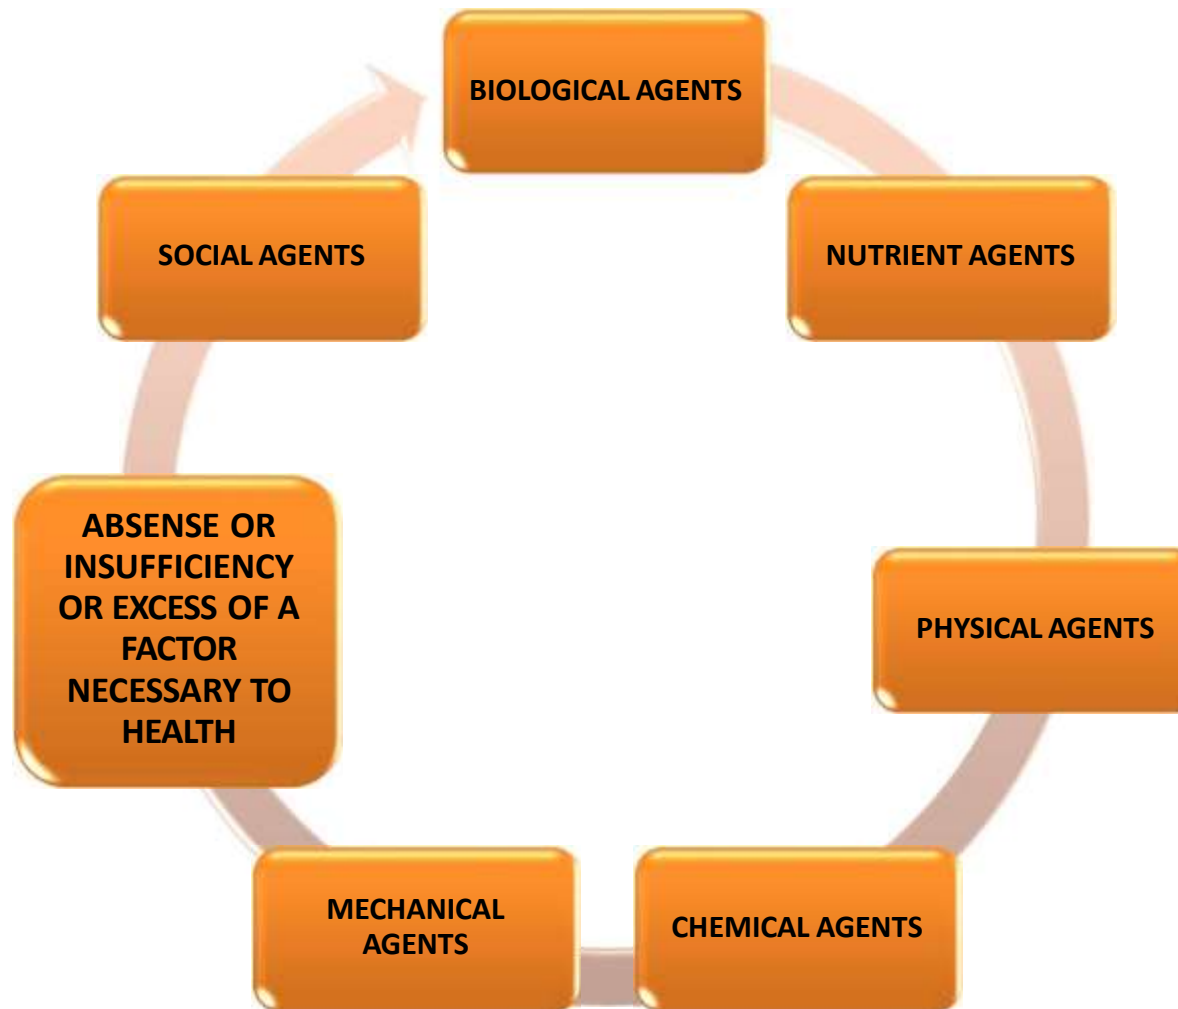 BIOLOGICAL AGENTS
NUTRIENT AGENTS
PHYSICAL AGENTS
CHEMICAL AGENTS
MECHANICAL
AGENTS
ABSENSE OR
INSUFFICIENCY
OR EXCESS OF A
FACTOR
NECESSARY TO
HEALTH
SOCIAL AGENTS